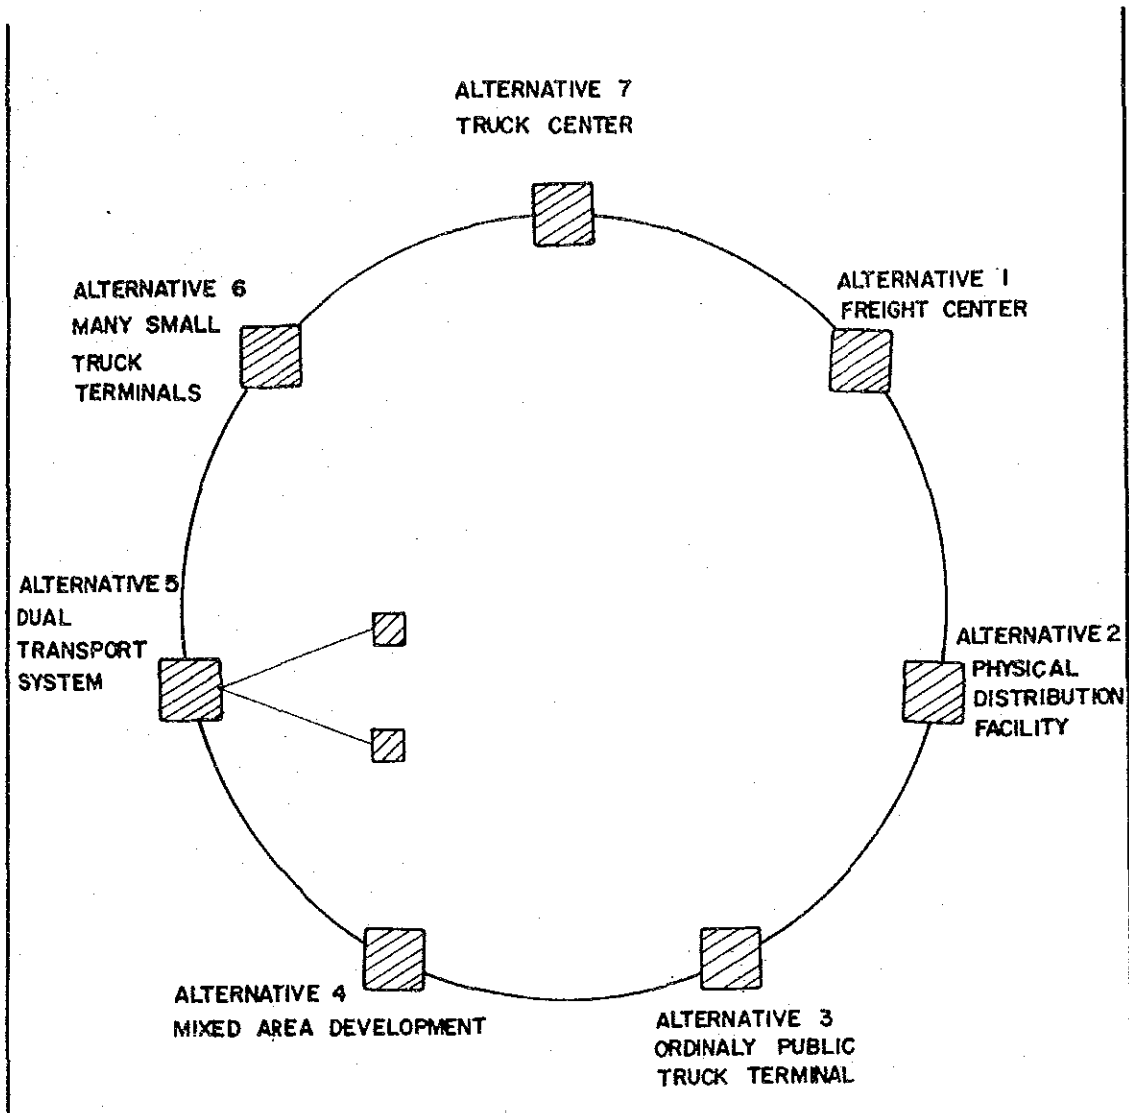 ALTERNATIVE 7
TRUCK CENTER
ALTERNATIVE 1
FREIGHT CENTER
ALTERNATIVE 6
MANY SMALL
TRUCK
TERMINALS
ALTERNATIVE 5
DUAL
TRANSPORT
SYSTEM
ALTERNATIVE 2
PHYSICAL
DISTRIBUTION
FACILITY
ALTERNATIVE 4
MIXED AREA DEVELOPMENT
ALTERNATIVE 3
ORDINALY PUBLIC
TRUCK TERMINAL